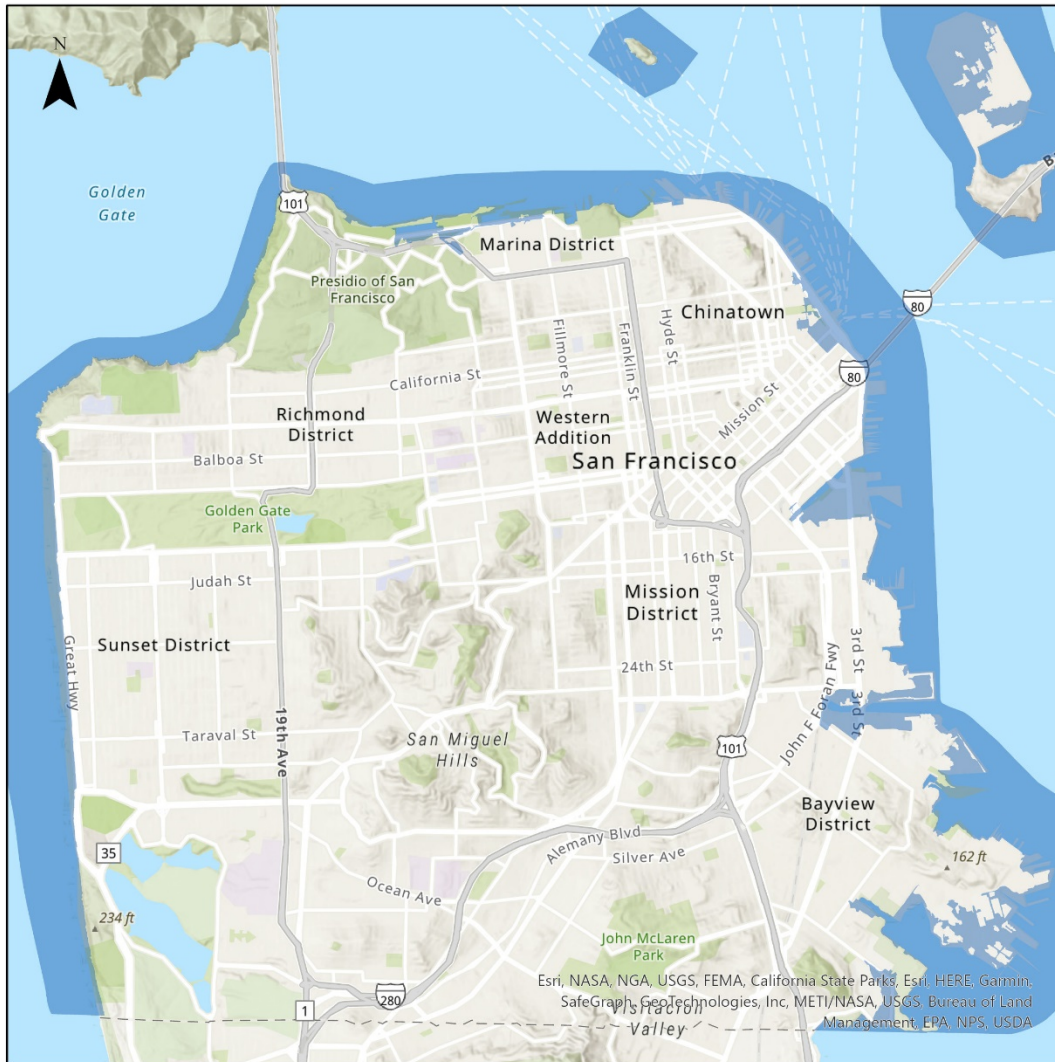 N
Golden
Gate
101
Marina District
Presidio of San
Francisco
Chinatown
80
B
Hyde St
Fillmore St
Franklin St
California St
80
Mission St
Richmond
District
Western
Addition
Balboa St
San Francisco
Golden Gate
Park
16th St
Judah St
Mission
District
Bryant St
Sunset District
Great Hwy
24th St
3rd St
3rd St
John F Foran Fwy
19th Ave
Taraval St
San Miguel
Hills
101
Bayview
District
Alemany Blvd
Silver Ave
35
162 ft
Ocean Ave
234 ft
John McLaren
Park
280
1
Visitacion
Valley
Esri, NASA, NGA, USGS, FEMA, California State Parks, Esri, HERE, Garmin,
SafeGraph, GeoTechnologies, Inc, METI/NASA, USGS, Bureau of Land
Management, EPA, NPS, USDA